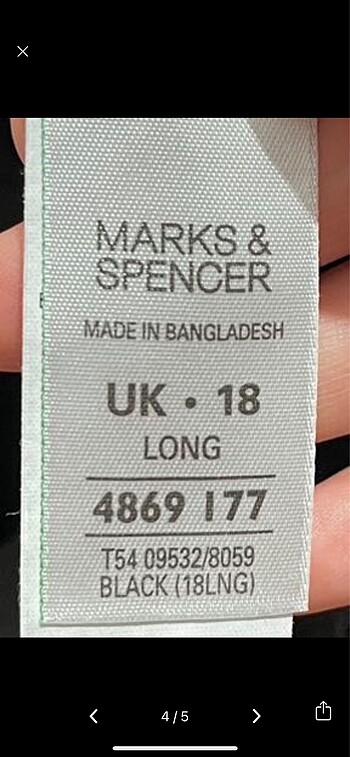 MARKS &
SPENCER
MADE IN BANGLADESH
UK • 18
LONG
4869 177
T54 09532/8059
BLACK (18LNG)
4/5